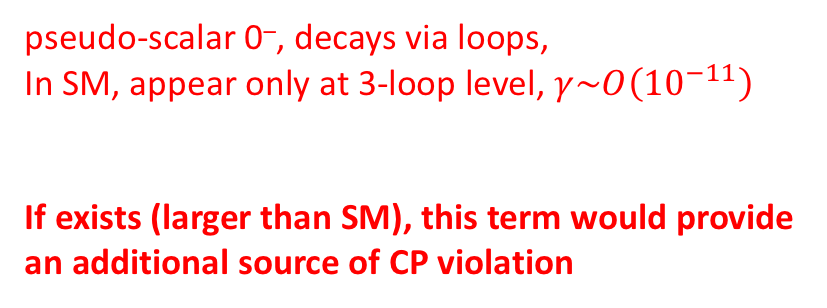 pseudo-scalar 0⁻, decays via loops,
In SM, appear only at 3-loop level, γ~O(10⁻¹¹)
If exists (larger than SM), this term would provide
an additional source of CP violation